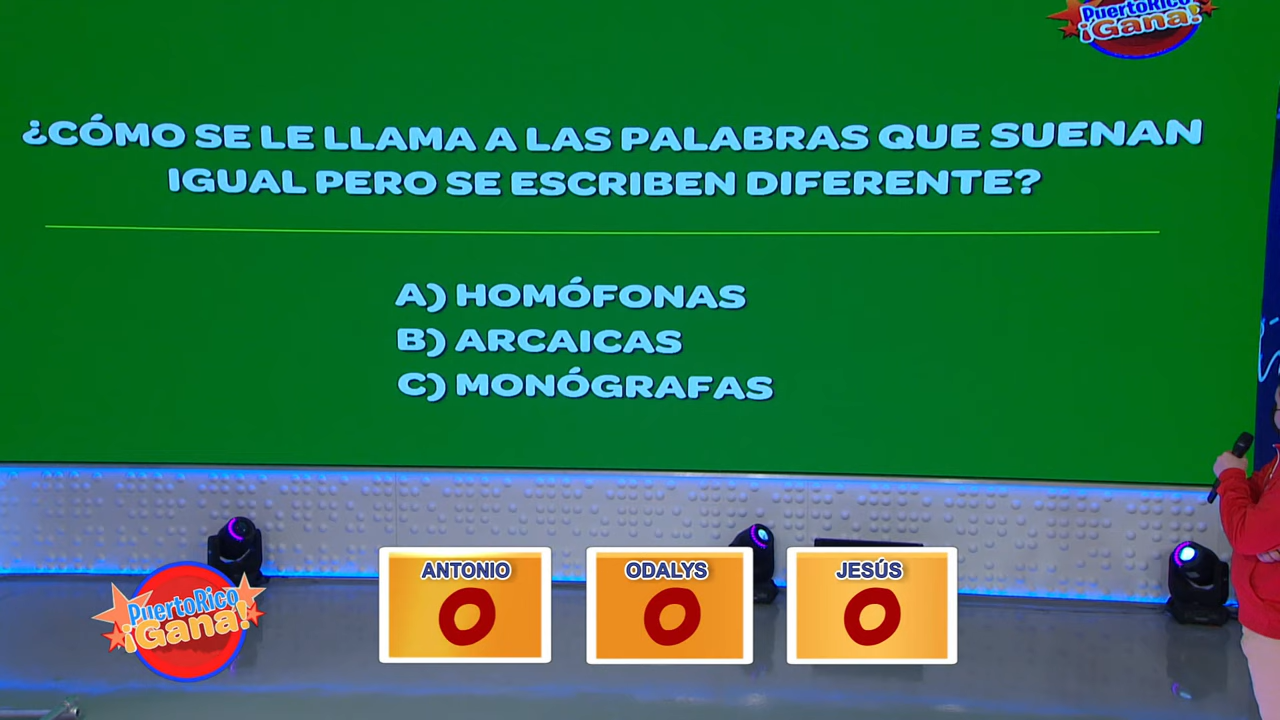 PuertoRico
¡Gana!
¿CÓMO SE LE LLAMA A LAS PALABRAS QUE SUENAN
IGUAL PERO SE ESCRIBEN DIFERENTE?
A) HOMÓFONAS
B) ARCAICAS
C) MONÓGRAFAS
ANTONIO
0
ODALYS
0
JESÚS
0
PuertoRico
¡Gana!